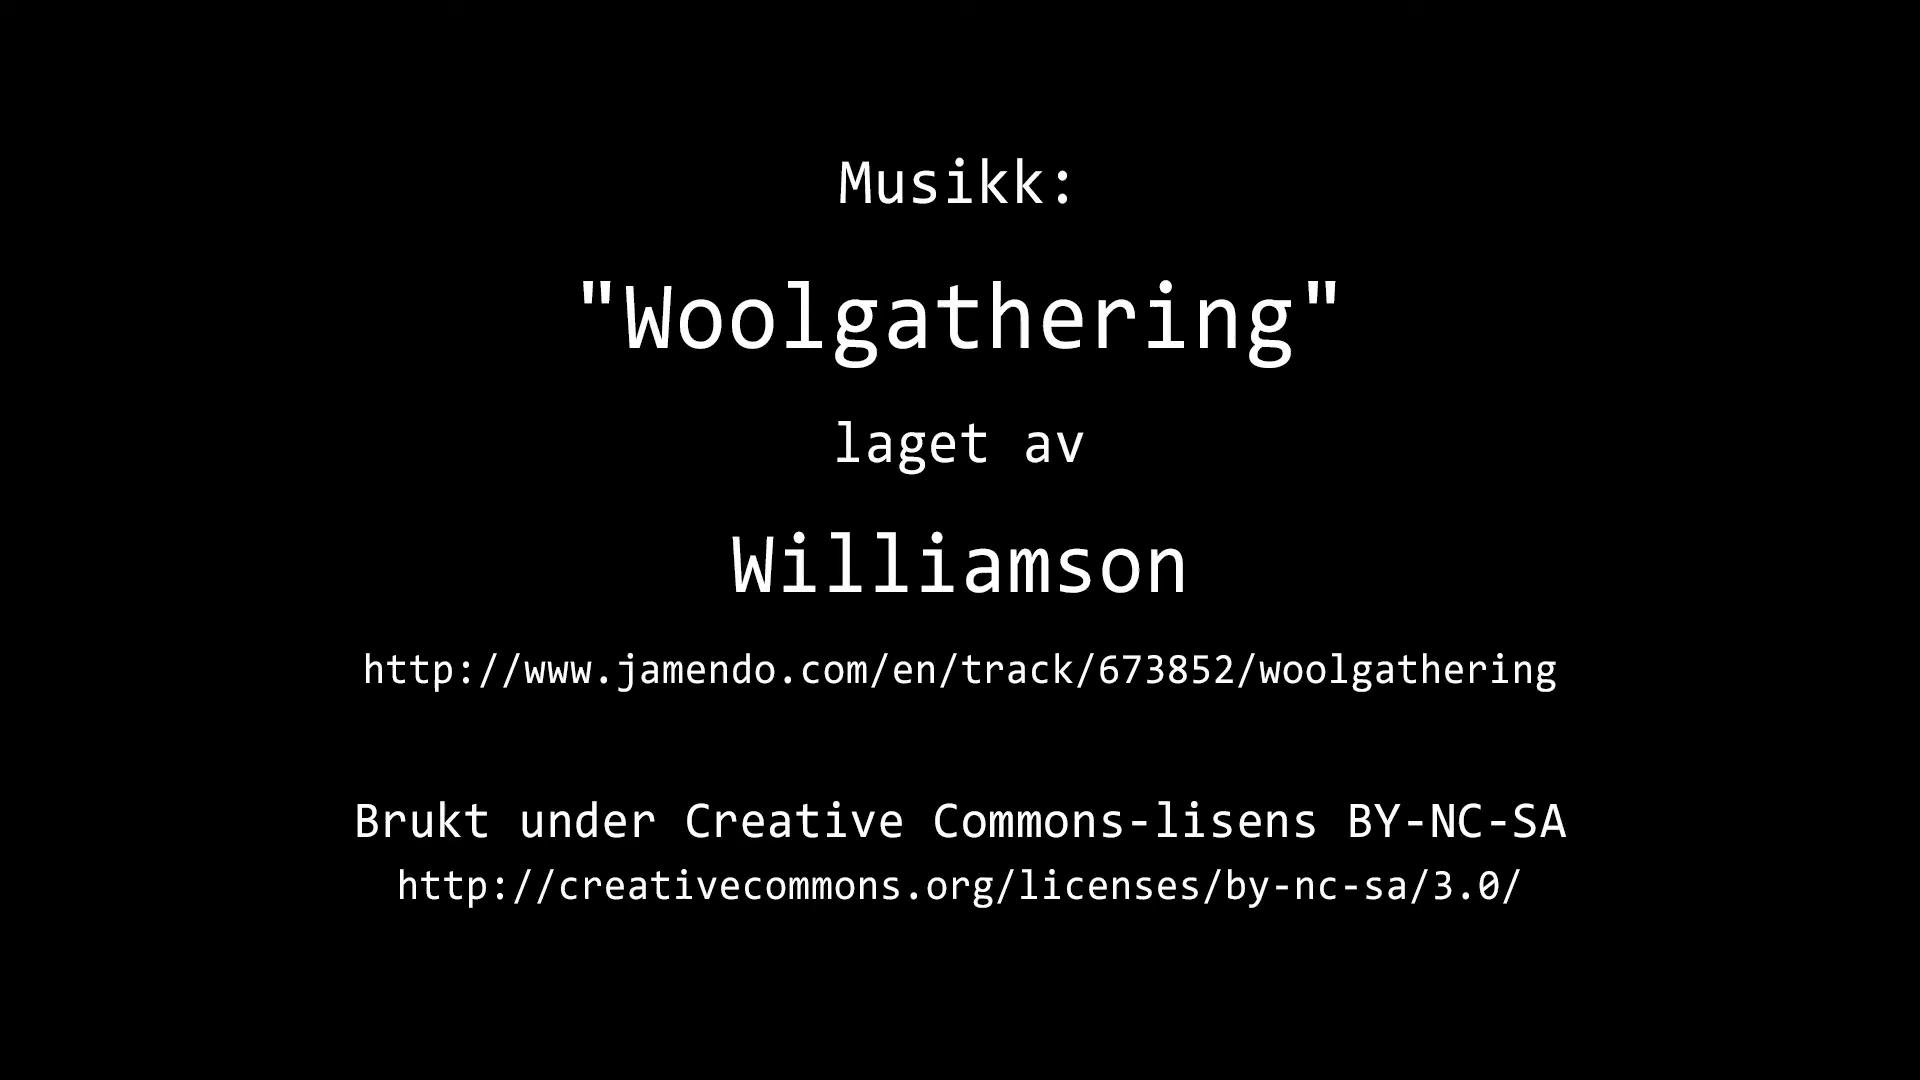 Musikk:
"Woolgathering"
laget av
Williamson
http://www.jamendo.com/en/track/673852/woolgathering
Brukt under Creative Commons-lisens BY-NC-SA
http://creativecommons.org/licenses/by-nc-sa/3.0/